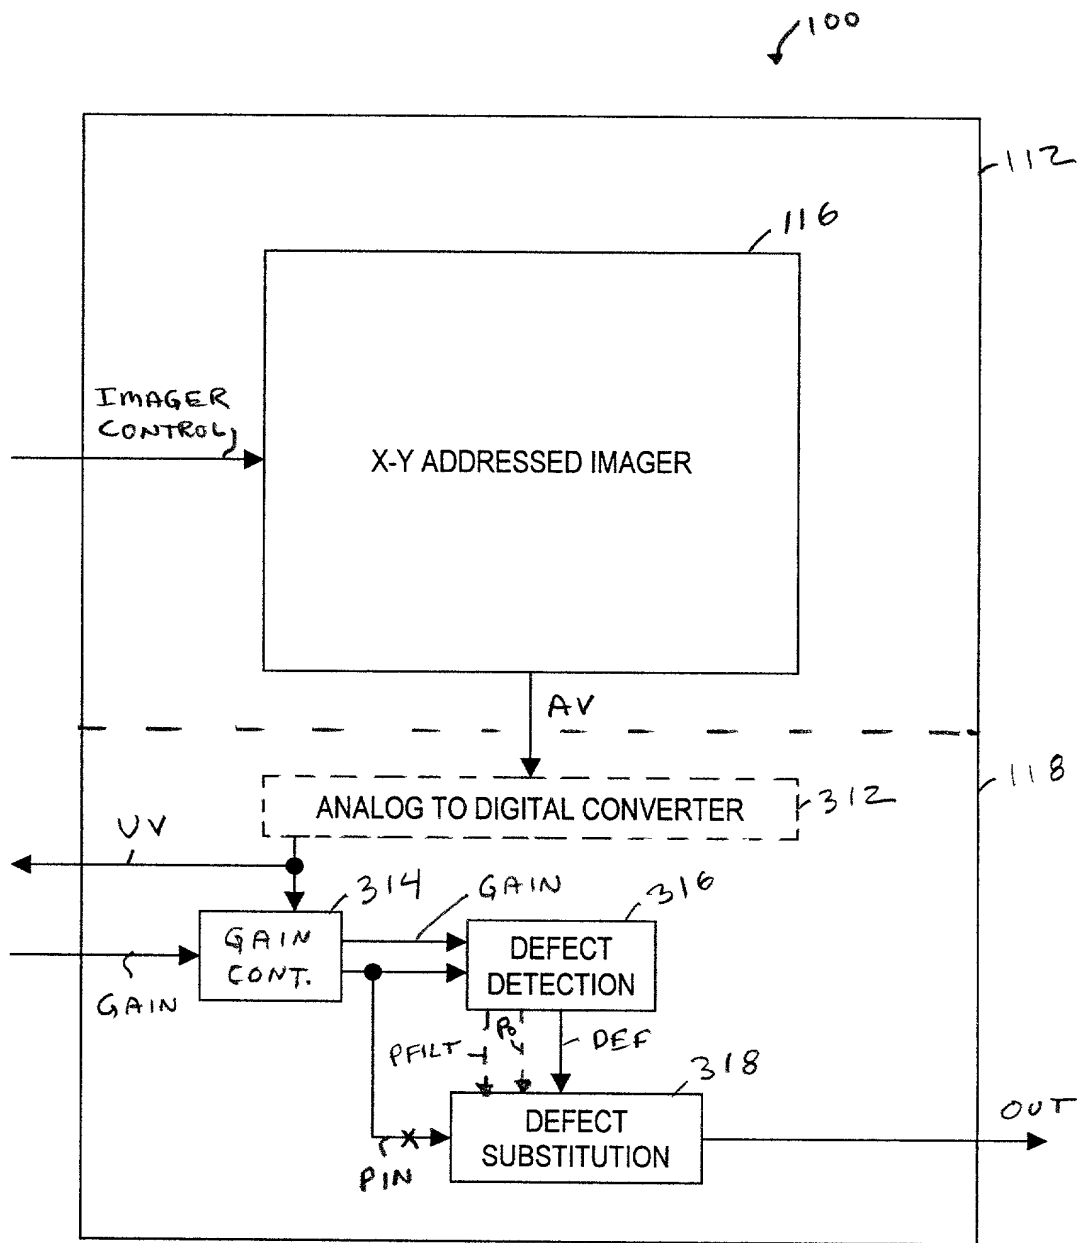 100
112
116
IMAGER
CONTROL
X-Y ADDRESSED IMAGER
AV
118
ANALOG TO DIGITAL CONVERTER
312
UV
314
GAIN
316
GAIN
CONT.
DEFECT
DETECTION
GAIN
PFILT
P0
DEF
318
DEFECT
SUBSTITUTION
OUT
PIN